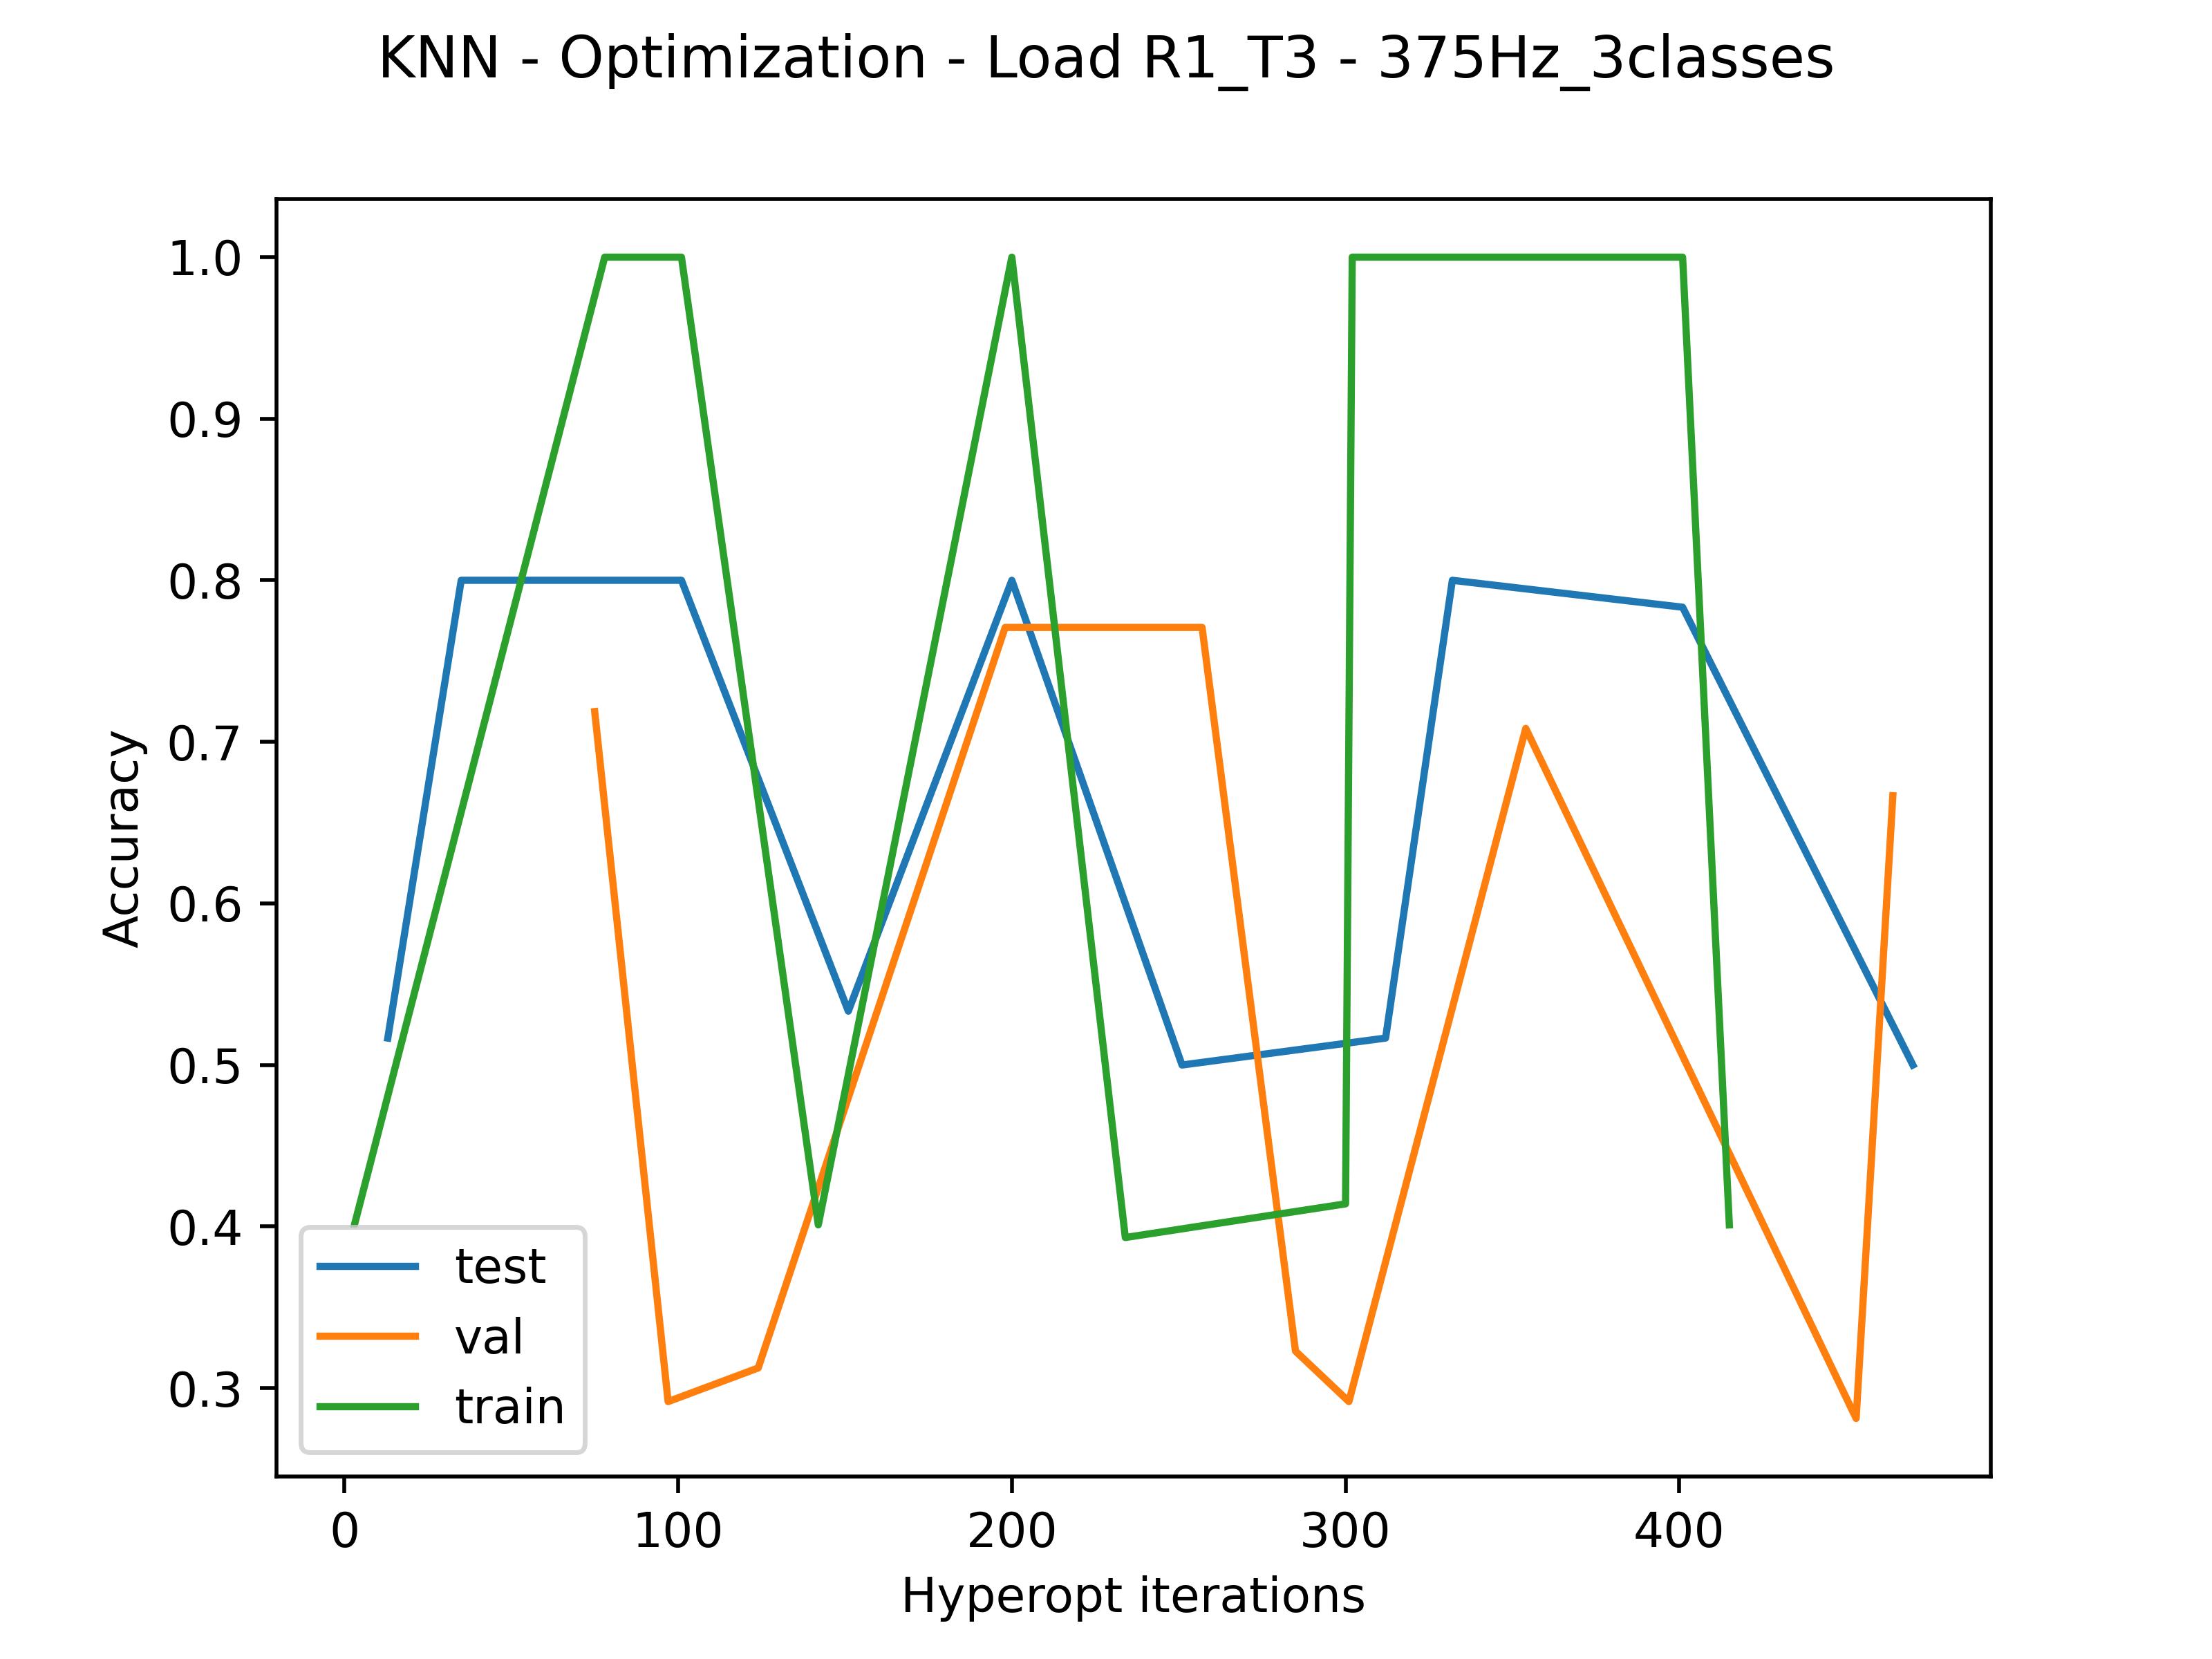 KNN - Optimization - Load R1_T3 - 375Hz_3classes
1.0
0.9
0.8
0.7
0.6
0.5
0.4
0.3
Accuracy
test
val
train
0 100 200 300 400
Hyperopt iterations